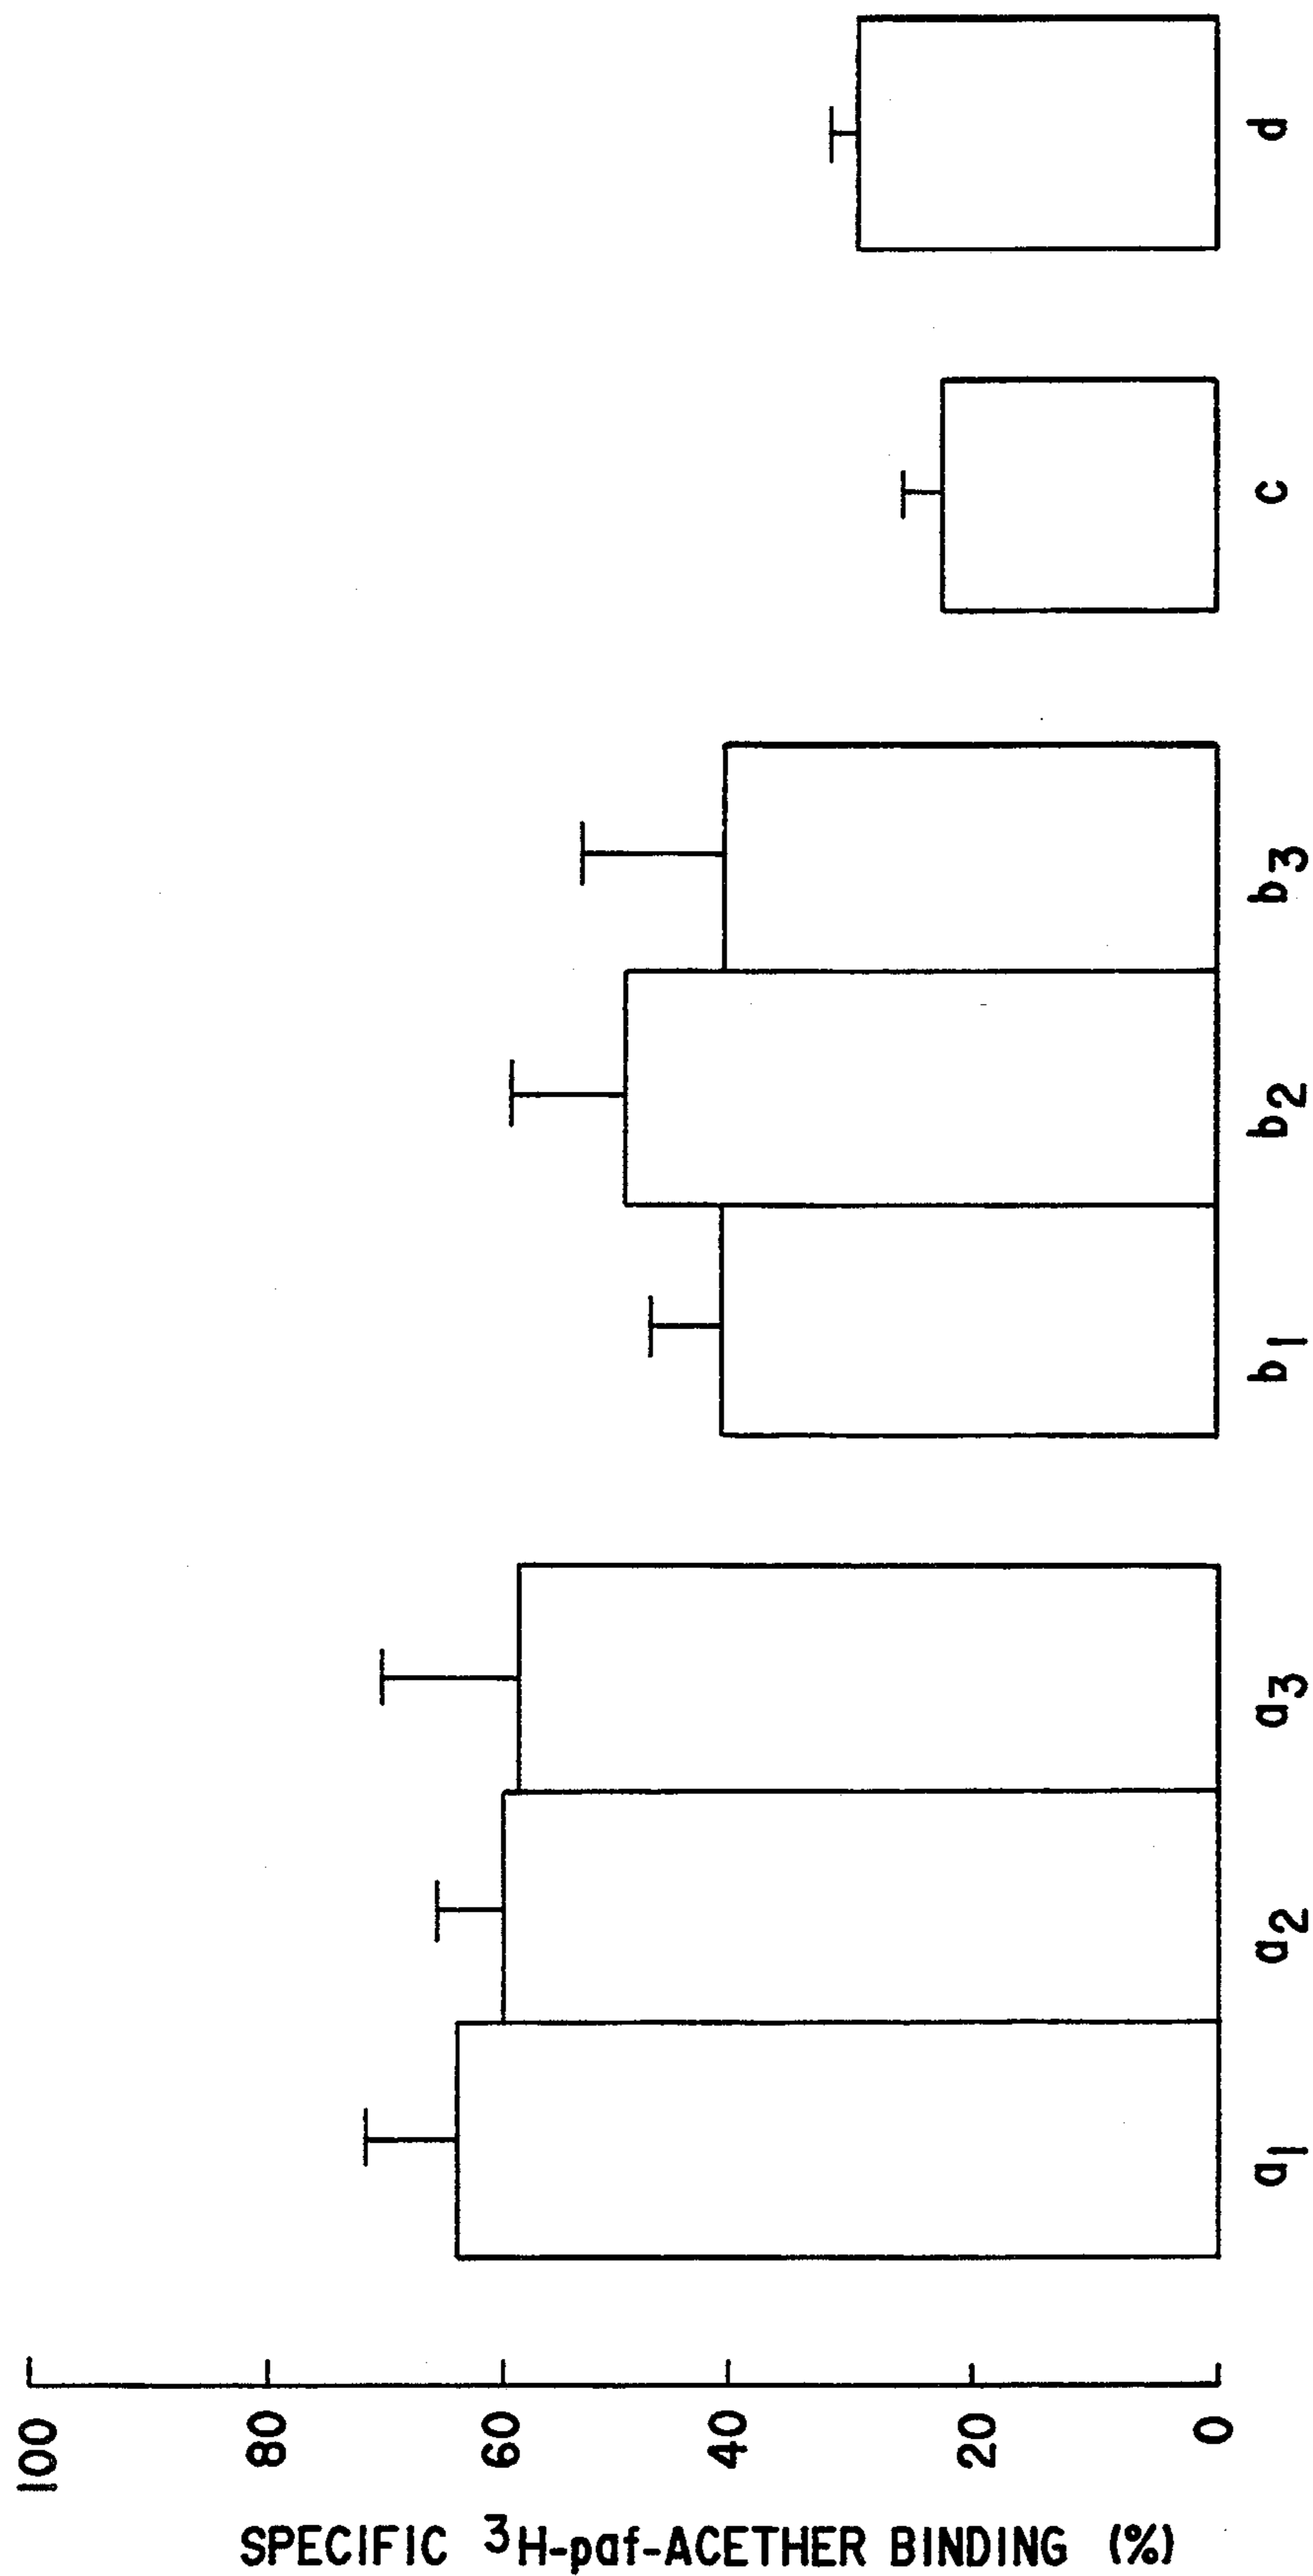 SPECIFIC ³H-paf-ACETHER BINDING (%)
100
80
60
40
20
0
a₁
a₂
a₃
b₁
b₂
b₃
c
d